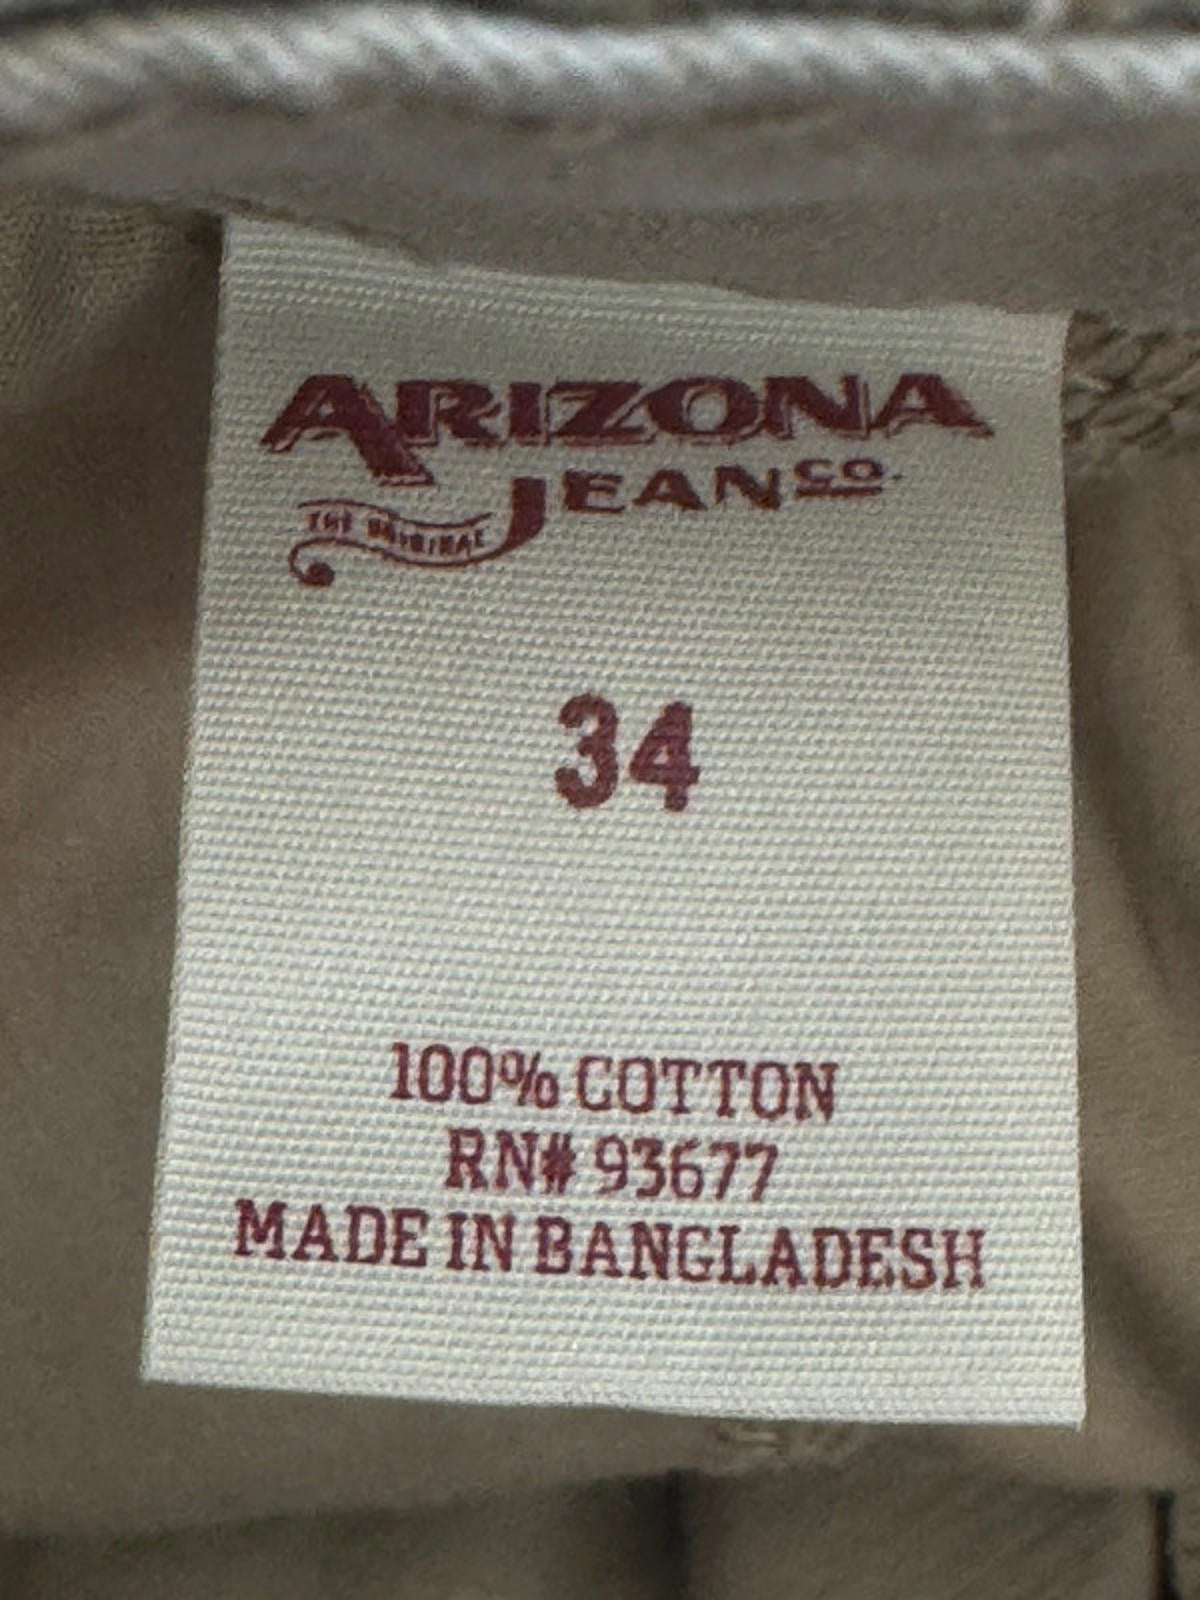 ARIZONA
JEAN CO.
THE ORIGINAL
34
100% COTTON
RN# 93677
MADE IN BANGLADESH